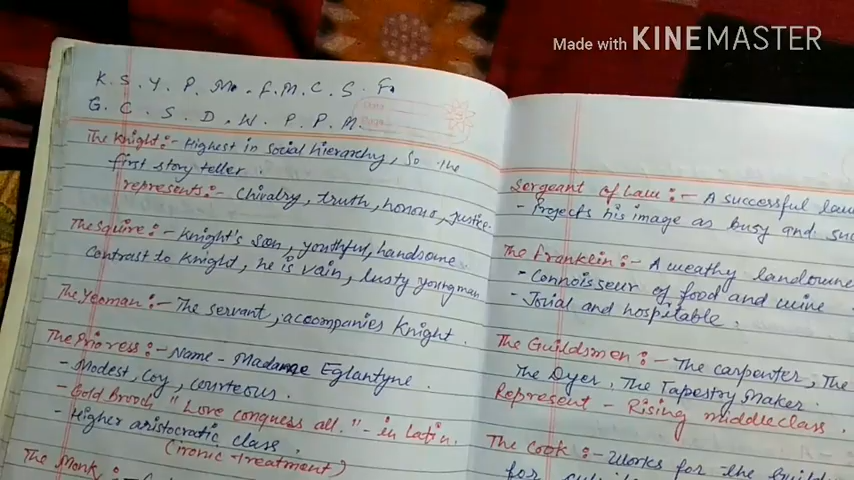 Made with KINEMASTER
K. S. Y. P. M. F. M. C. S. F.
G. C. S. D. W. P. P. M.
The Knight :- Highest in social hierarchy, so the
first story teller.
represents :- Chivalry, truth, honour, justice.
The Squire :- Knight's son, youthful, handsome
contrast to Knight, he is vain, lusty youngman
The Yeoman :- The servant, accompanies Knight.
The Prioress :- Name - Madame Eglantyne.
- Modest, Coy, courteous.
- Gold Brooch "Love conquess all." - in Latin.
- Higher aristocratic class.
(ironic treatment)
The Monk :-
Sergeant of Law :- A successful law
- Projects his image as busy and suc
The Franklin :- A weathy landowne
- Connoisseur of food and wine
- Jovial and hospitable.
The Guildsmen :- The carpenter, The
The Dyer, The Tapestry Maker.
Represent - Rising middleclass.
The Cook :- Works for the guild
for